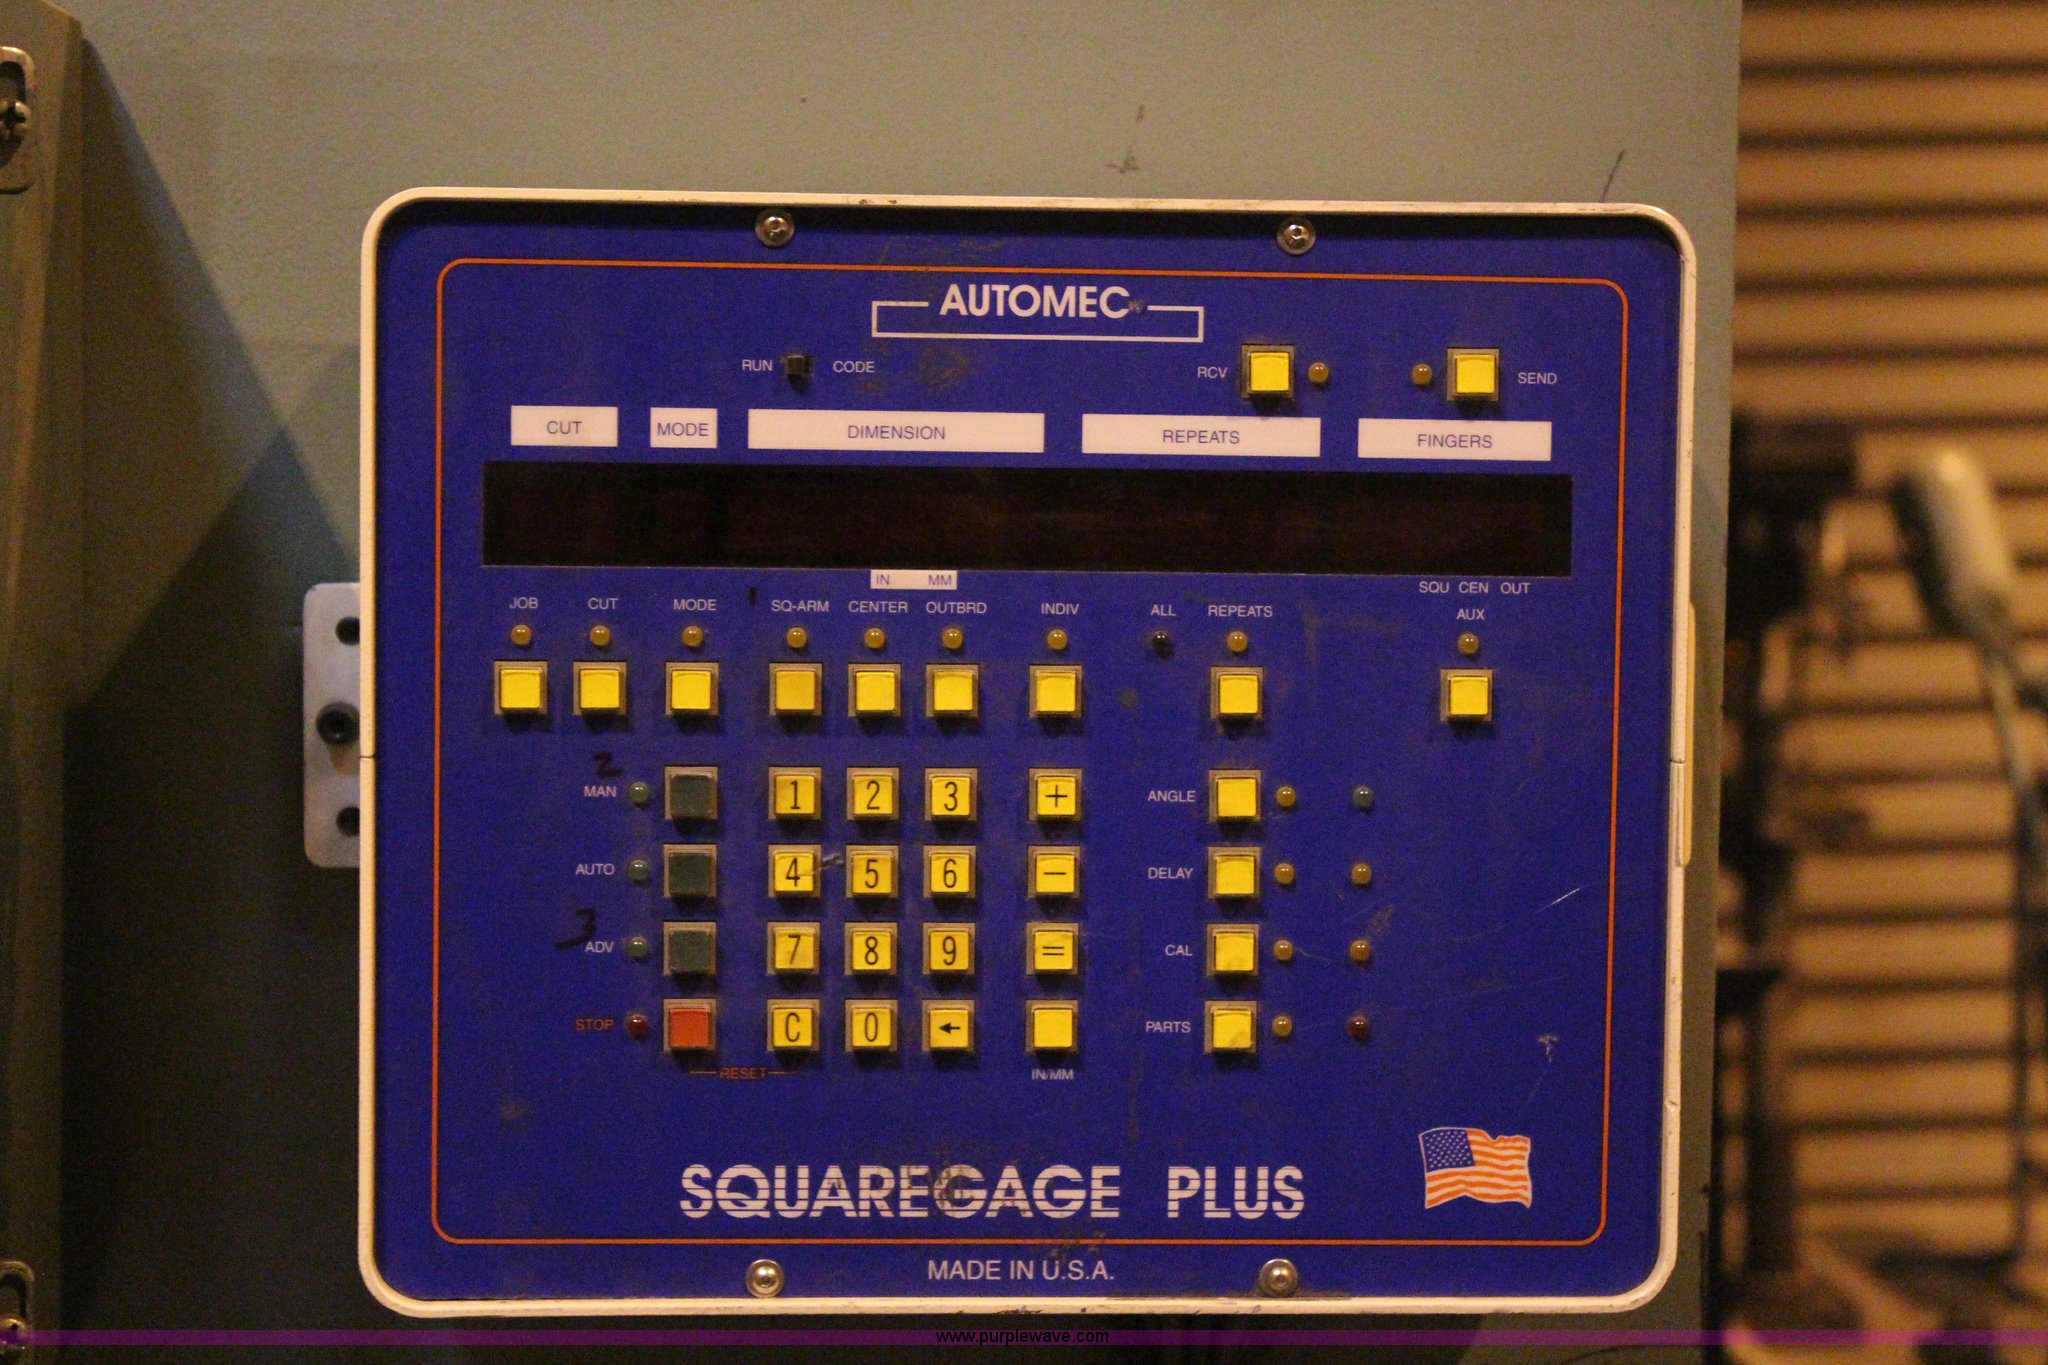 AUTOMEC
RUN CODE RCV SEND
CUT MODE DIMENSION REPEATS FINGERS
IN MM
SQU CEN OUT
JOB CUT MODE SQ-ARM CENTER OUTBRD INDIV ALL REPEATS AUX
2
MAN 1 2 3 + ANGLE
AUTO 4 5 6 − DELAY
3
ADV 7 8 9 = CAL
STOP C 0 ← PARTS
RESET IN/MM
SQUARE GAGE PLUS
MADE IN U.S.A.
www.purplewave.com